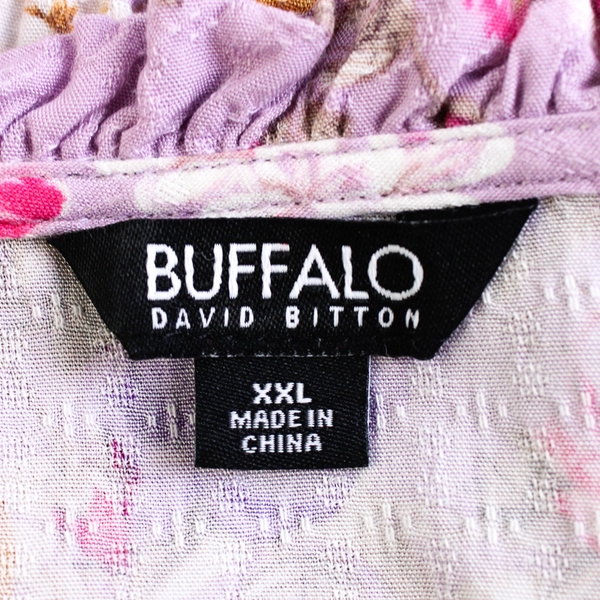 BUFFALO
DAVID BITTON
XXL
MADE IN
CHINA